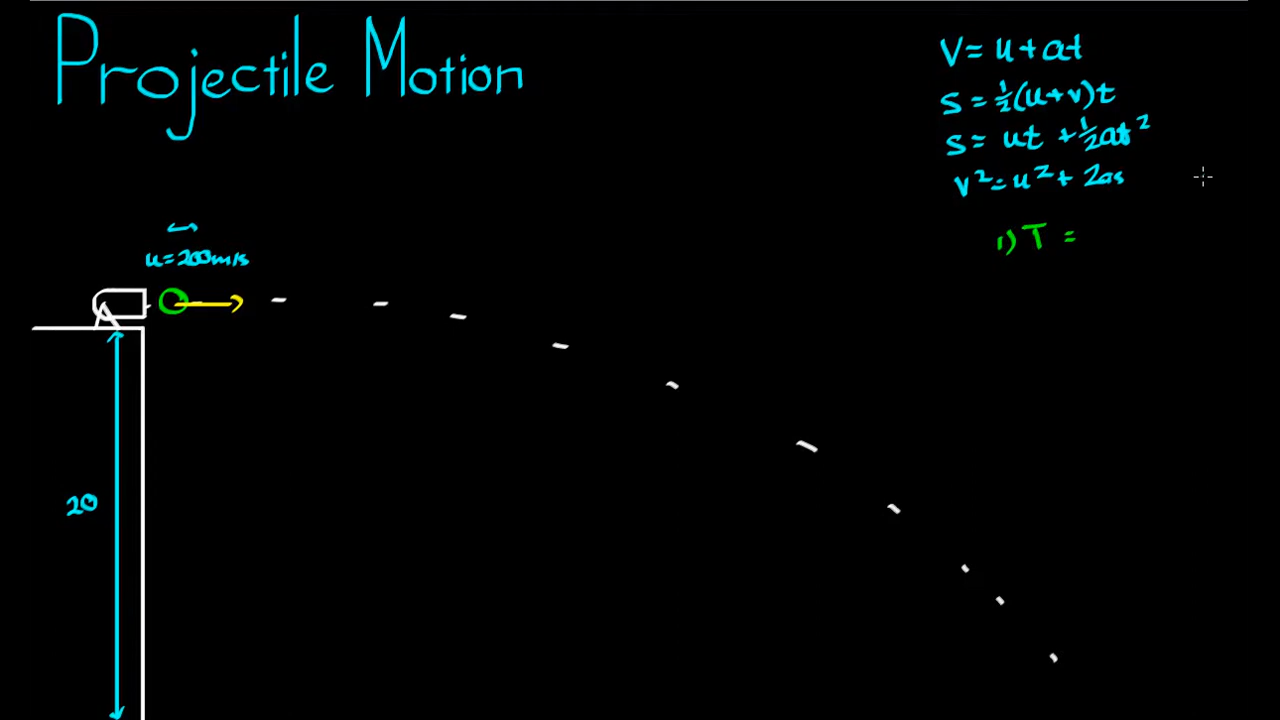 Projectile Motion
V = u + at
S = ½(u + v)t
S = ut + ½at²
v² = u² + 2as
1) T =
u = 200m/s
20